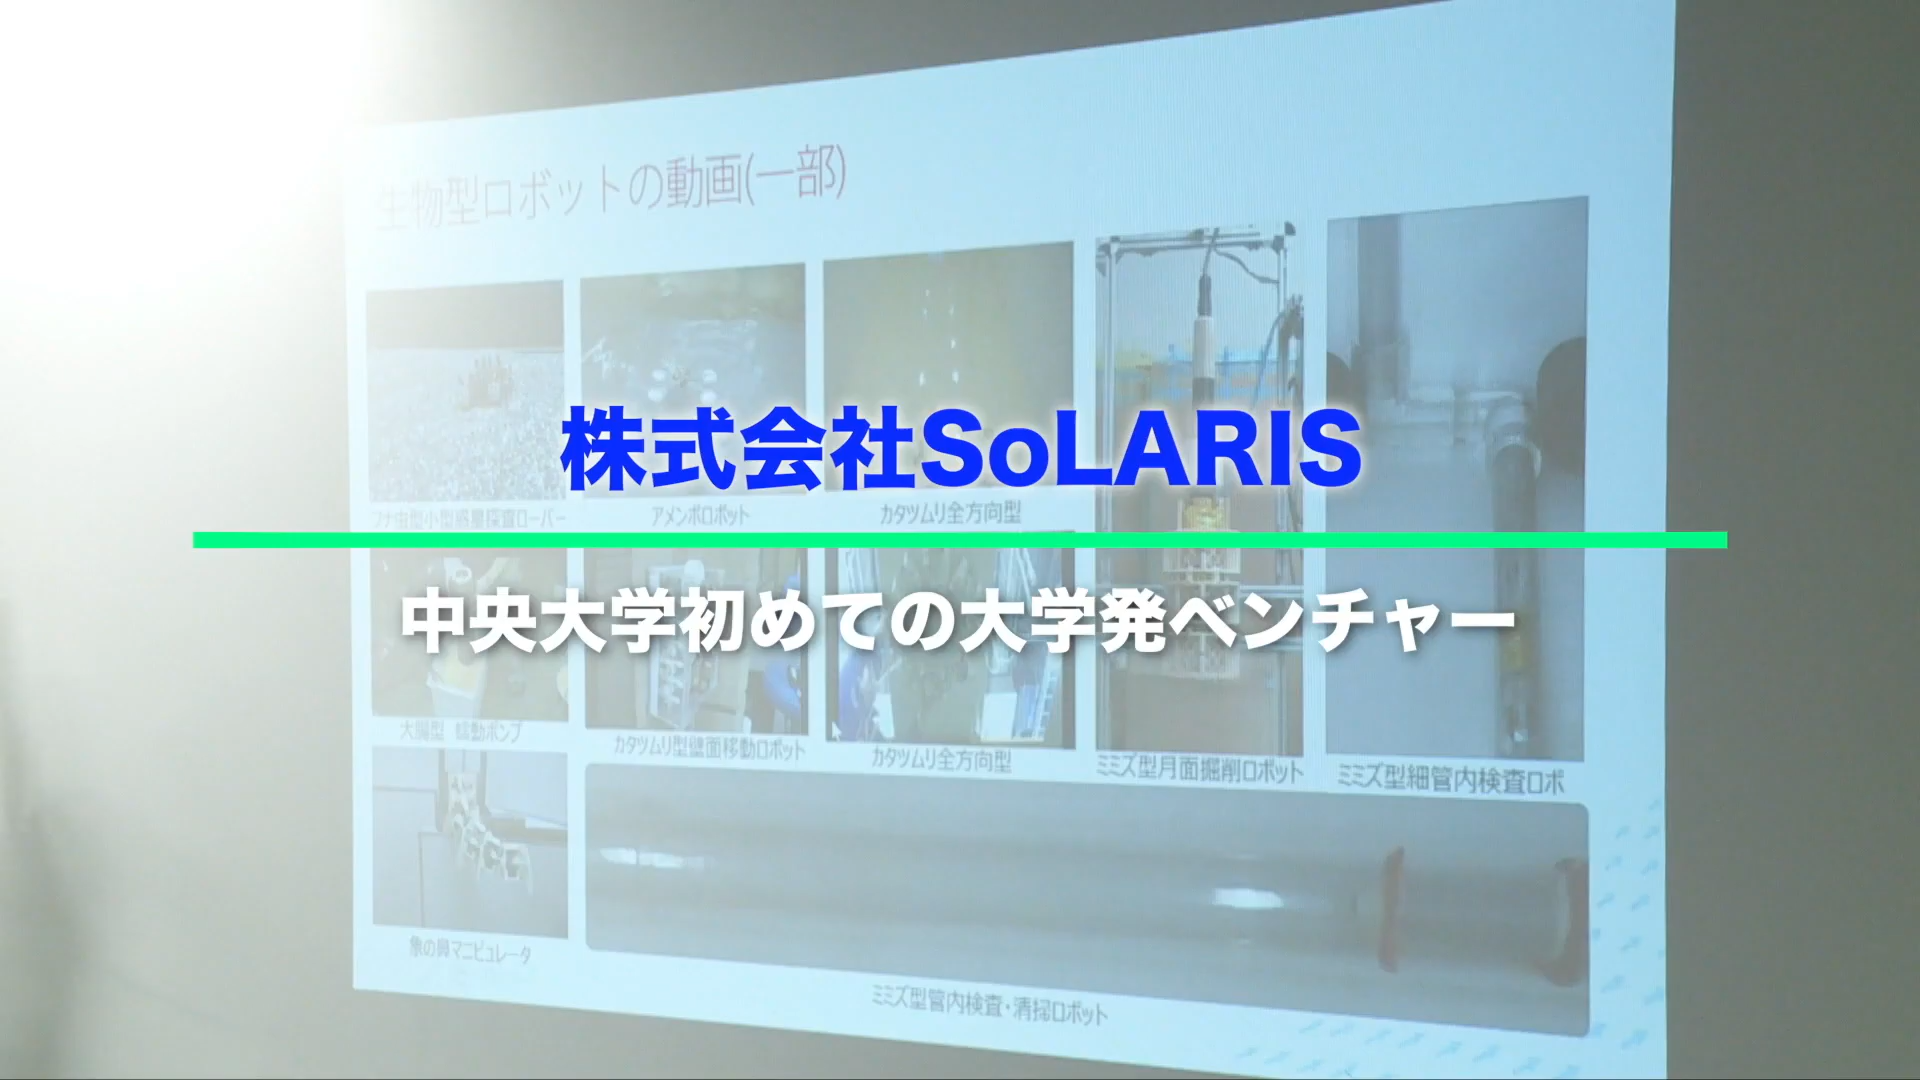 生物型ロボットの動画(一部)
株式会社SoLARIS
フナ虫型小型惑星探査ローバー
アメンボロボット
カタツムリ全方向型
中央大学初めての大学発ベンチャー
大腸型 蠕動ポンプ
カタツムリ型壁面移動ロボット
カタツムリ全方向型
ミミズ型月面掘削ロボット
ミミズ型細管内検査ロボ
象の鼻マニピュレータ
ミミズ型管内検査・清掃ロボット